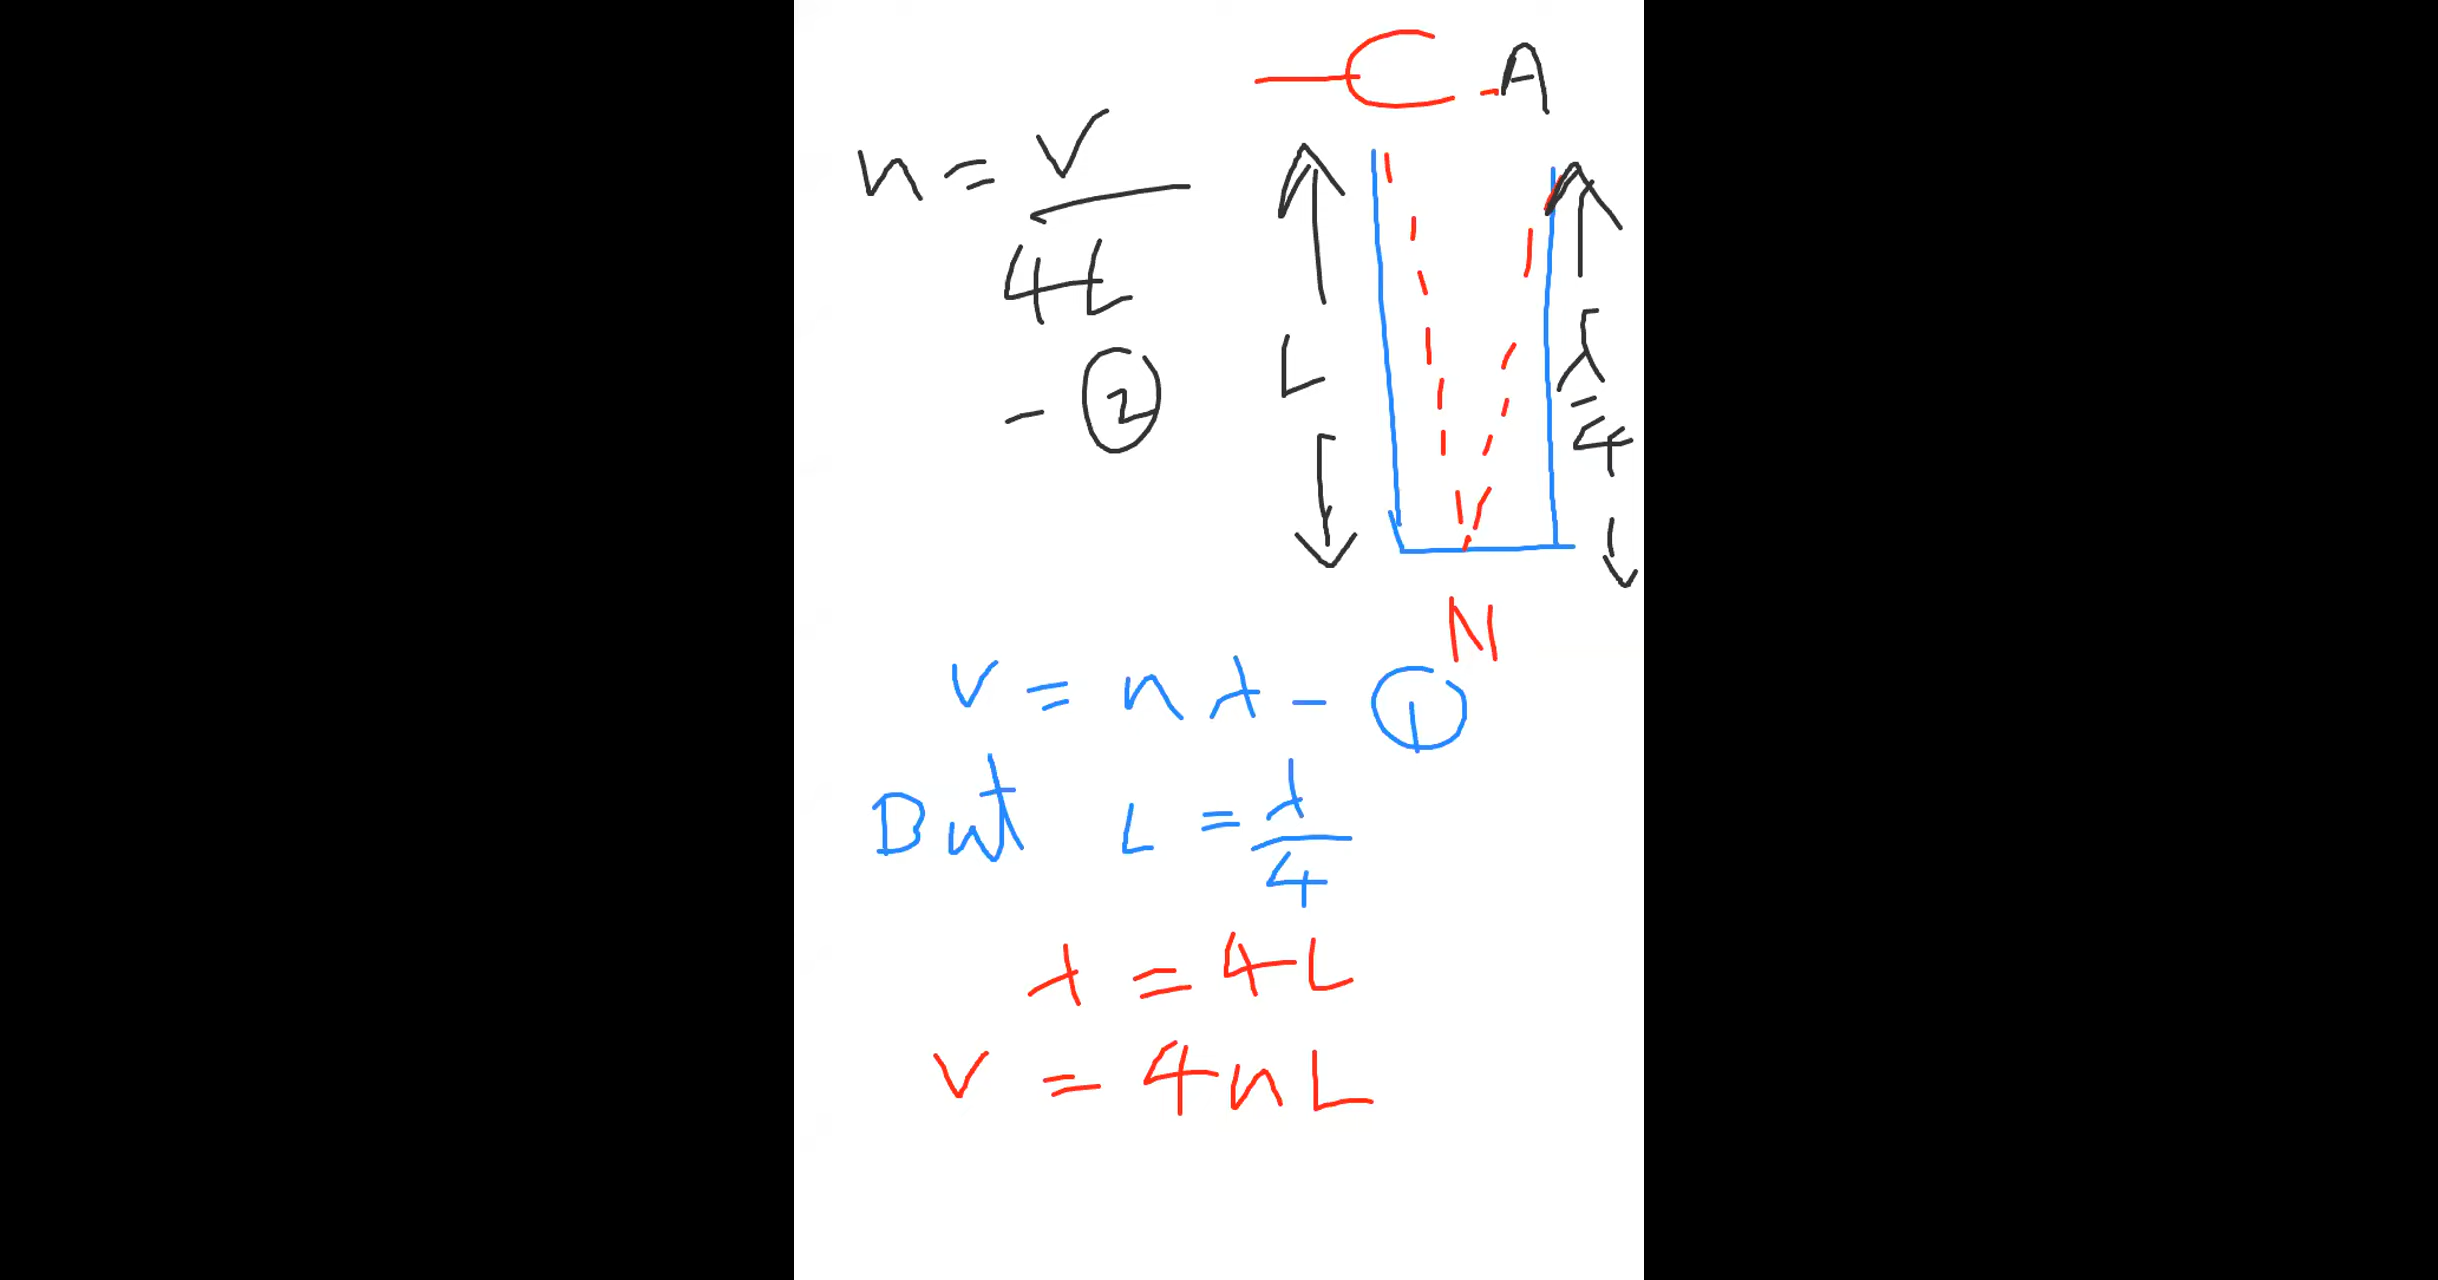 A
n = V
4L
- ②
L
λ
4
N
V = nλ - ①
But L = λ
4
λ = 4L
V = 4nL